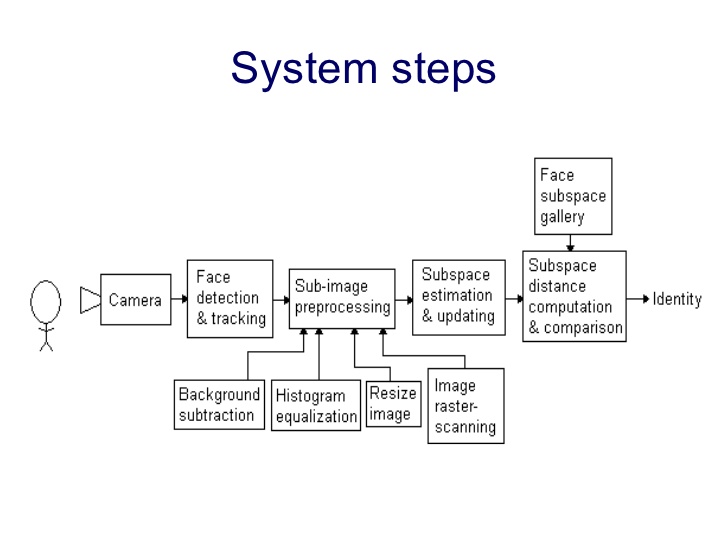 System steps
Face
subspace
gallery
Camera
Face
detection
& tracking
Sub-image
preprocessing
Subspace
estimation
& updating
Subspace
distance
computation
& comparison
Identity
Background
subtraction
Histogram
equalization
Resize
image
Image
raster-
scanning